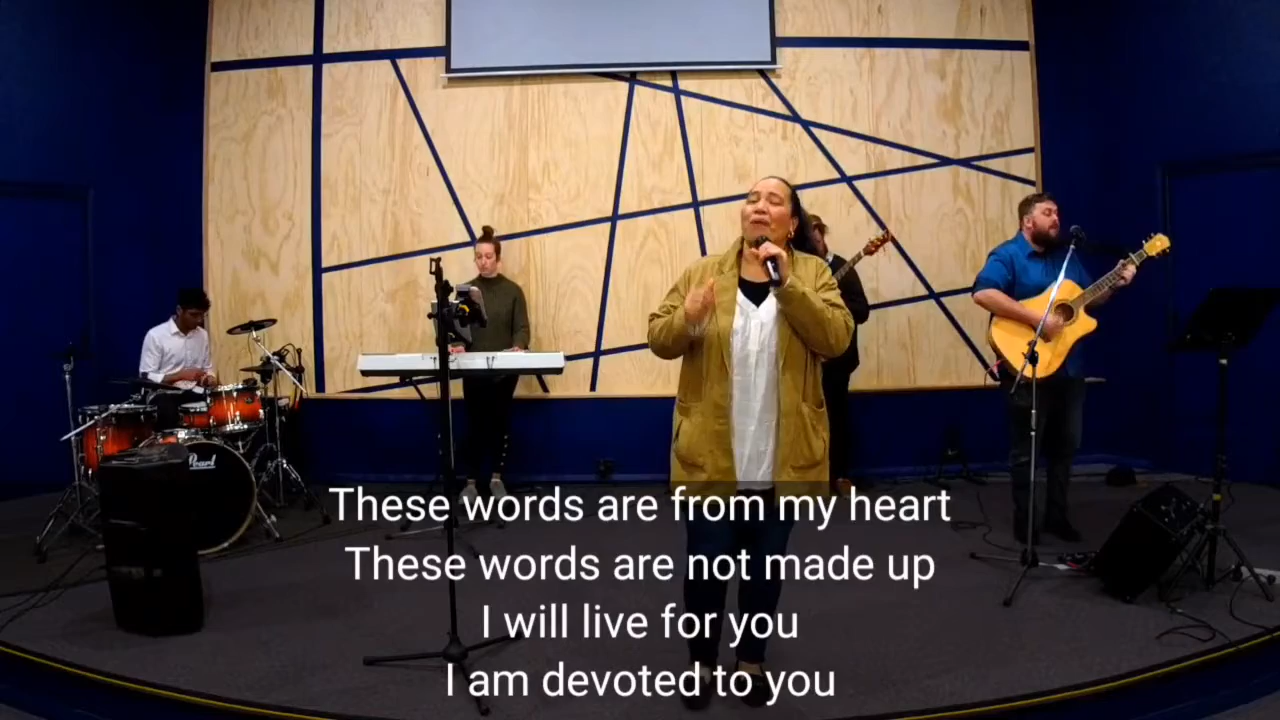 Pearl
These words are from my heart
These words are not made up
I will live for you
I am devoted to you